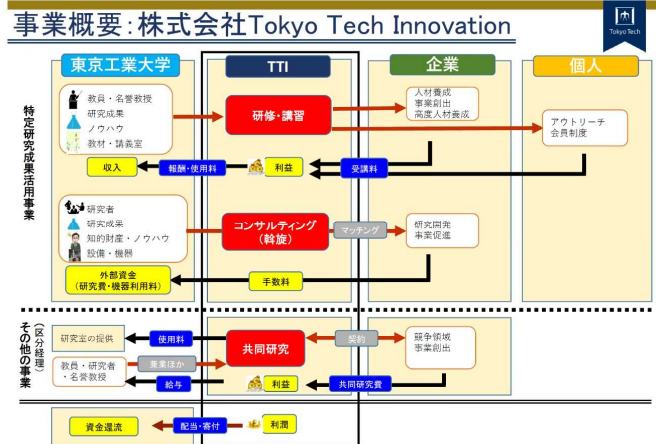 事業概要:株式会社Tokyo Tech Innovation
Tokyo Tech
東京工業大学
TTI
企業
個人
特定研究成果活用事業
教員・名誉教授
研究成果
ノウハウ
教材・講義室
研修・講習
人材養成
事業創出
高度人材養成
アウトリーチ
会員制度
収入
報酬・使用料
利益
受講料
研究者
研究成果
知的財産・ノウハウ
設備・機器
コンサルティング
(斡旋)
マッチング
研究開発
事業促進
外部資金
(研究費・機器利用料)
手数料
その他の事業
(区分経理)
研究室の提供
使用料
共同研究
契約
競争領域
事業創出
教員・研究者
・名誉教授
兼業ほか
給与
利益
共同研究費
資金還流
配当・寄付
利潤